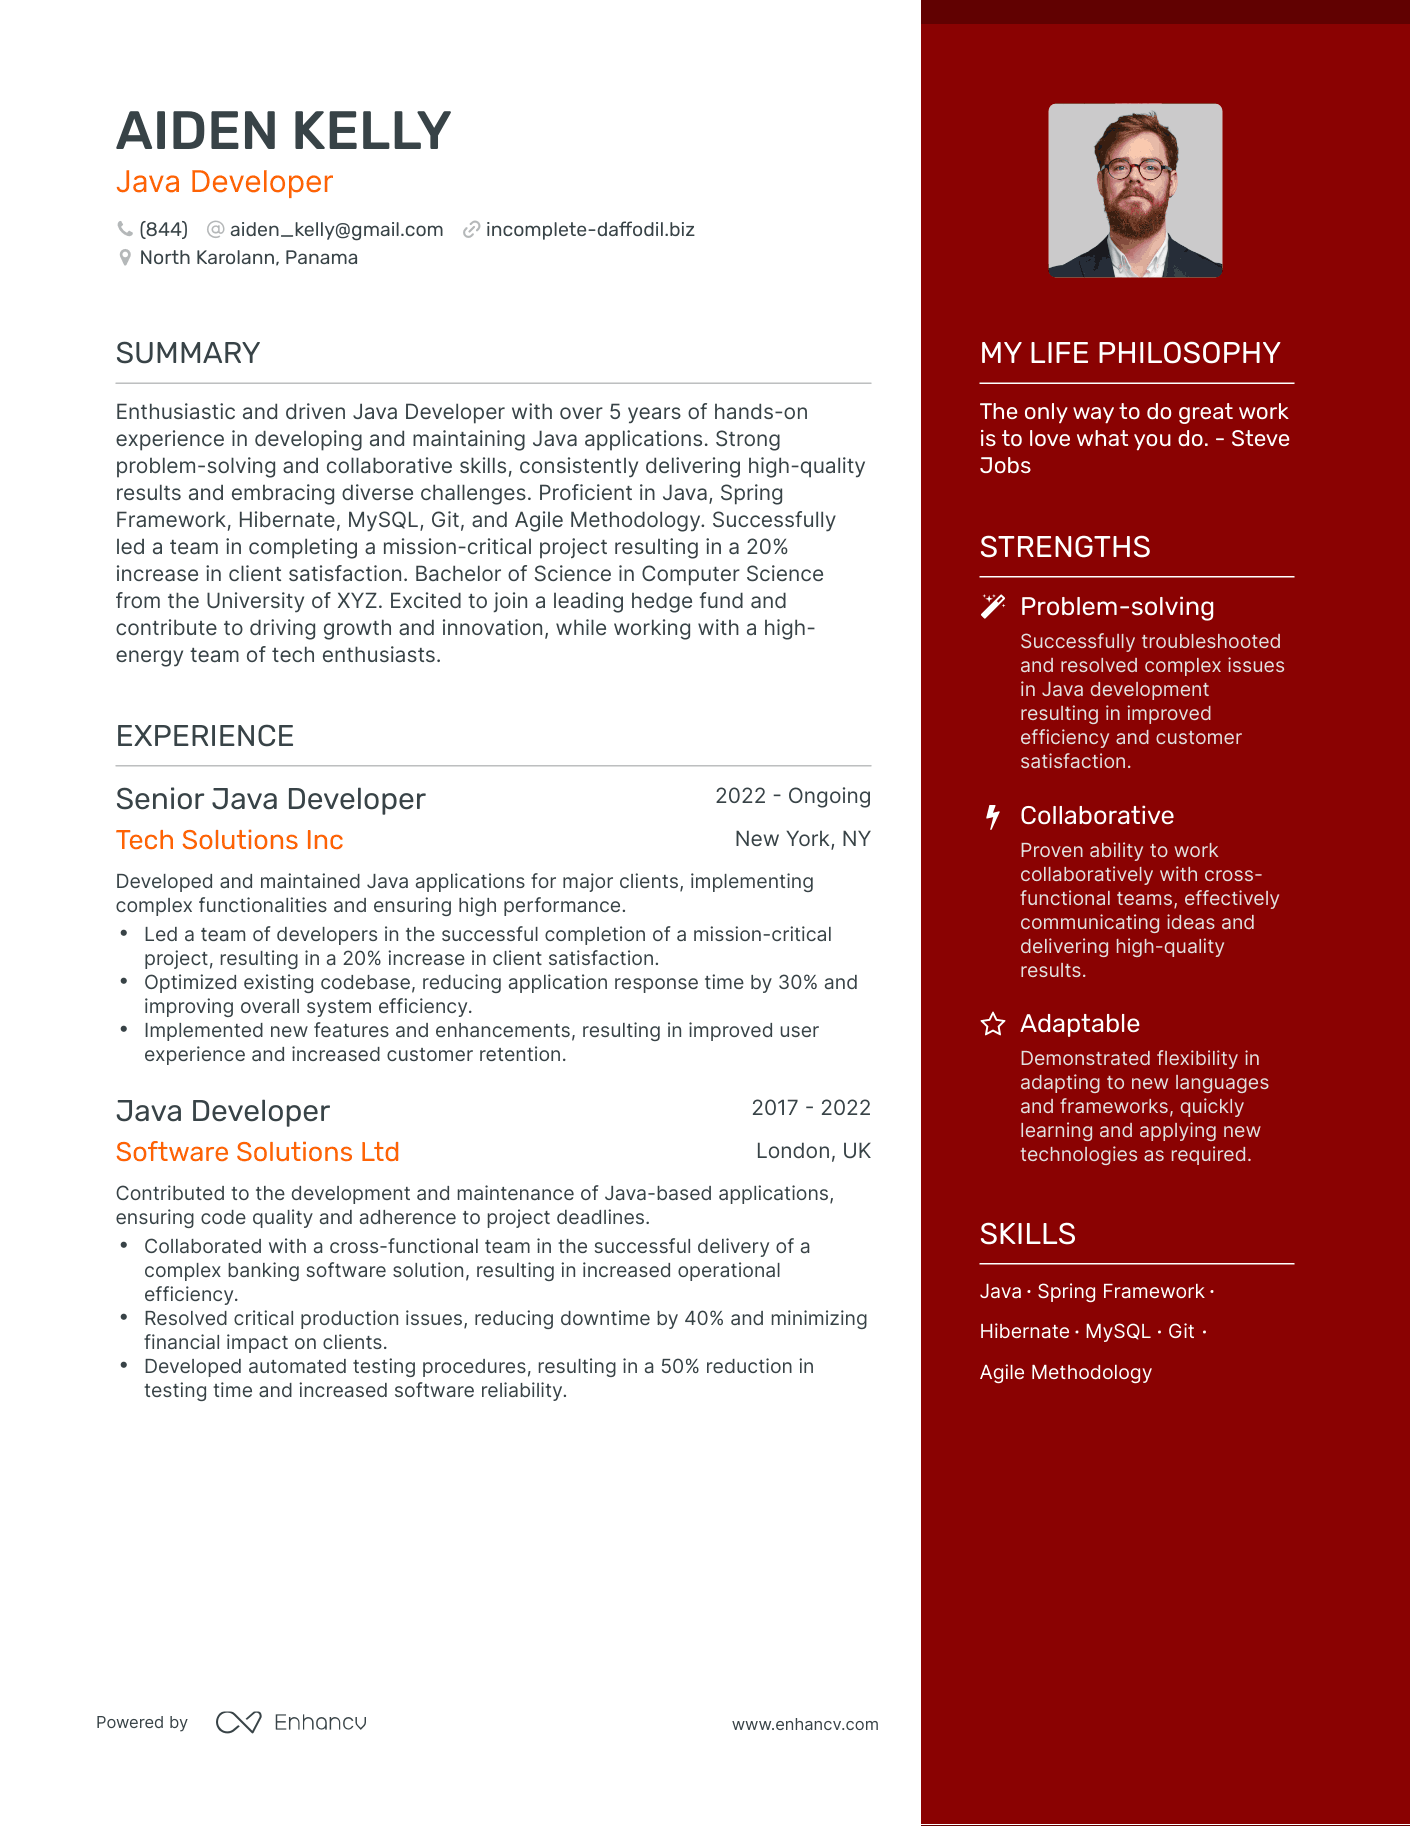 AIDEN KELLY
Java Developer
(844) aiden_kelly@gmail.com incomplete-daffodil.biz
North Karolann, Panama
SUMMARY
Enthusiastic and driven Java Developer with over 5 years of hands-on
experience in developing and maintaining Java applications. Strong
problem-solving and collaborative skills, consistently delivering high-quality
results and embracing diverse challenges. Proficient in Java, Spring
Framework, Hibernate, MySQL, Git, and Agile Methodology. Successfully
led a team in completing a mission-critical project resulting in a 20%
increase in client satisfaction. Bachelor of Science in Computer Science
from the University of XYZ. Excited to join a leading hedge fund and
contribute to driving growth and innovation, while working with a high-
energy team of tech enthusiasts.
EXPERIENCE
Senior Java Developer 2022 - Ongoing
Tech Solutions Inc New York, NY
Developed and maintained Java applications for major clients, implementing
complex functionalities and ensuring high performance.
• Led a team of developers in the successful completion of a mission-critical
project, resulting in a 20% increase in client satisfaction.
• Optimized existing codebase, reducing application response time by 30% and
improving overall system efficiency.
• Implemented new features and enhancements, resulting in improved user
experience and increased customer retention.
Java Developer 2017 - 2022
Software Solutions Ltd London, UK
Contributed to the development and maintenance of Java-based applications,
ensuring code quality and adherence to project deadlines.
• Collaborated with a cross-functional team in the successful delivery of a
complex banking software solution, resulting in increased operational
efficiency.
• Resolved critical production issues, reducing downtime by 40% and minimizing
financial impact on clients.
• Developed automated testing procedures, resulting in a 50% reduction in
testing time and increased software reliability.
MY LIFE PHILOSOPHY
The only way to do great work
is to love what you do. - Steve
Jobs
STRENGTHS
Problem-solving
Successfully troubleshooted
and resolved complex issues
in Java development
resulting in improved
efficiency and customer
satisfaction.
Collaborative
Proven ability to work
collaboratively with cross-
functional teams, effectively
communicating ideas and
delivering high-quality
results.
Adaptable
Demonstrated flexibility in
adapting to new languages
and frameworks, quickly
learning and applying new
technologies as required.
SKILLS
Java · Spring Framework ·
Hibernate · MySQL · Git ·
Agile Methodology
Powered by Enhancv www.enhancv.com